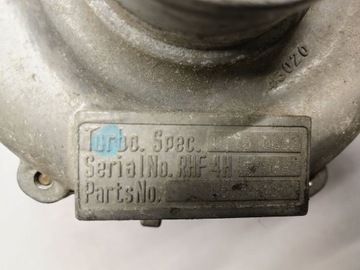 Turbo. Spec.
Serial No. RHF 4H
Parts No.